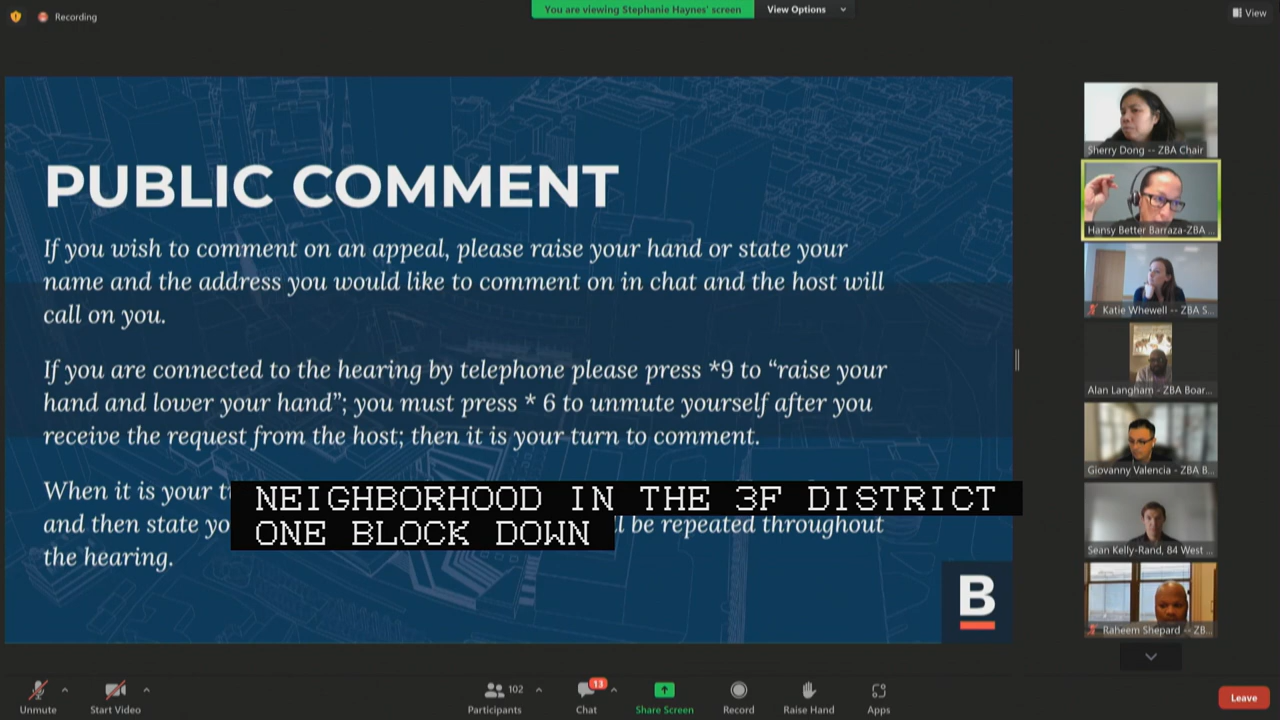 Recording
You are viewing Stephanie Haynes' screen
View Options
View
PUBLIC COMMENT
If you wish to comment on an appeal, please raise your hand or state your
name and the address you would like to comment on in chat and the host will
call on you.
If you are connected to the hearing by telephone please press *9 to “raise your
hand and lower your hand”; you must press * 6 to unmute yourself after you
receive the request from the host; then it is your turn to comment.
When it is your
and then state be repeated throughout
the hearing.
NEIGHBORHOOD IN THE 3F DISTRICT
ONE BLOCK DOWN
B
Sherry Dong -- ZBA Chair
Hansy Better Barraza-ZBA ...
Katie Whewell -- ZBA S...
Alan Langham - ZBA Boar...
Giovanny Valencia - ZBA B...
Sean Kelly-Rand, 84 West ...
Raheem Shepard -- ZB...
Unmute
Start Video
102
Participants
13
Chat
Share Screen
Record
Raise Hand
Apps
Leave